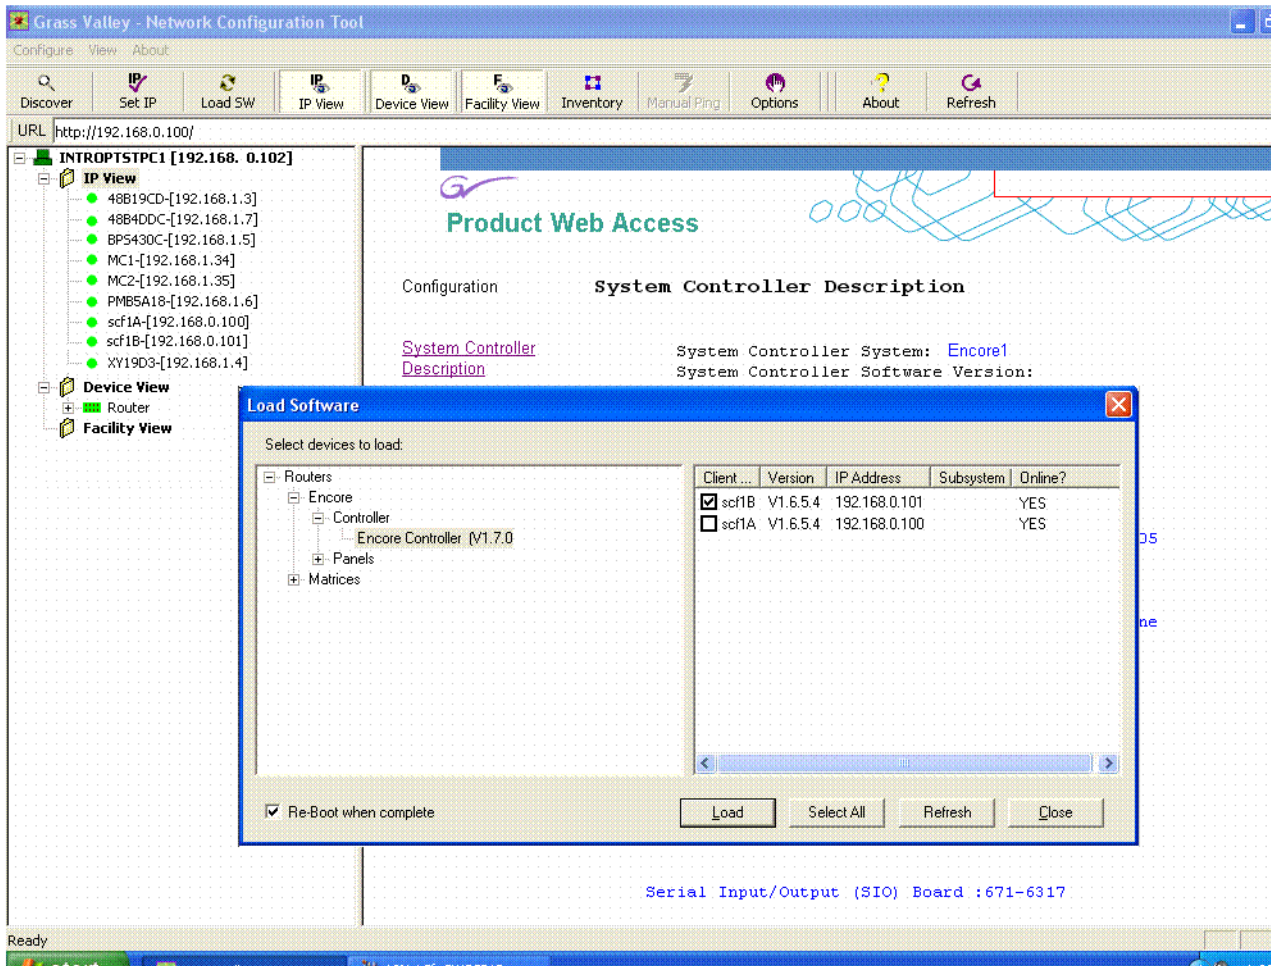 Grass Valley - Network Configuration Tool
Configure View About
Discover Set IP Load SW IP View Device View Facility View Inventory Manual Ping Options About Refresh
URL http://192.168.0.100/
INTROPTSTPC1 [192.168. 0.102]
IP View
48B19CD-[192.168.1.3]
48B4DDC-[192.168.1.7]
BPS430C-[192.168.1.5]
MC1-[192.168.1.34]
MC2-[192.168.1.35]
PMB5A18-[192.168.1.6]
scf1A-[192.168.0.100]
scf1B-[192.168.0.101]
XY19D3-[192.168.1.4]
Device View
Router
Facility View
Product Web Access
Configuration
System Controller Description
System Controller
Description
System Controller System: Encore1
System Controller Software Version:
Load Software
Select devices to load:
Routers
Encore
Controller
Encore Controller (V1.7.0
Panels
Matrices
Client ... Version IP Address Subsystem Online?
scf1B V1.6.5.4 192.168.0.101 YES
scf1A V1.6.5.4 192.168.0.100 YES
Re-Boot when complete
Load Select All Refresh Close
05
ne
Serial Input/Output (SIO) Board :671-6317
Ready